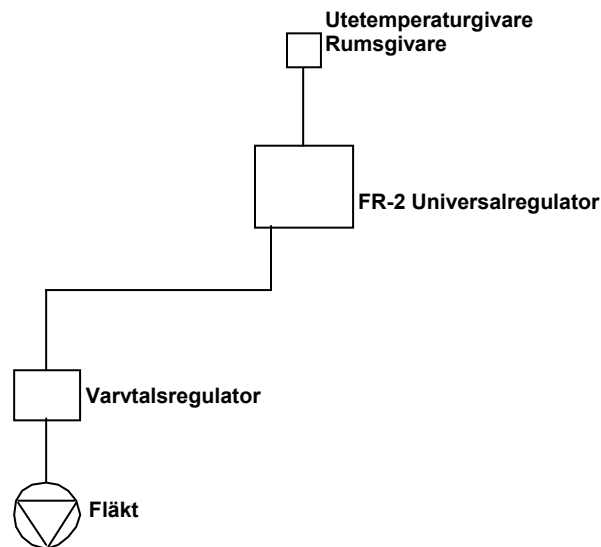 Utetemperaturgivare
Rumsgivare
FR-2 Universalregulator
Varvtalsregulator
Fläkt